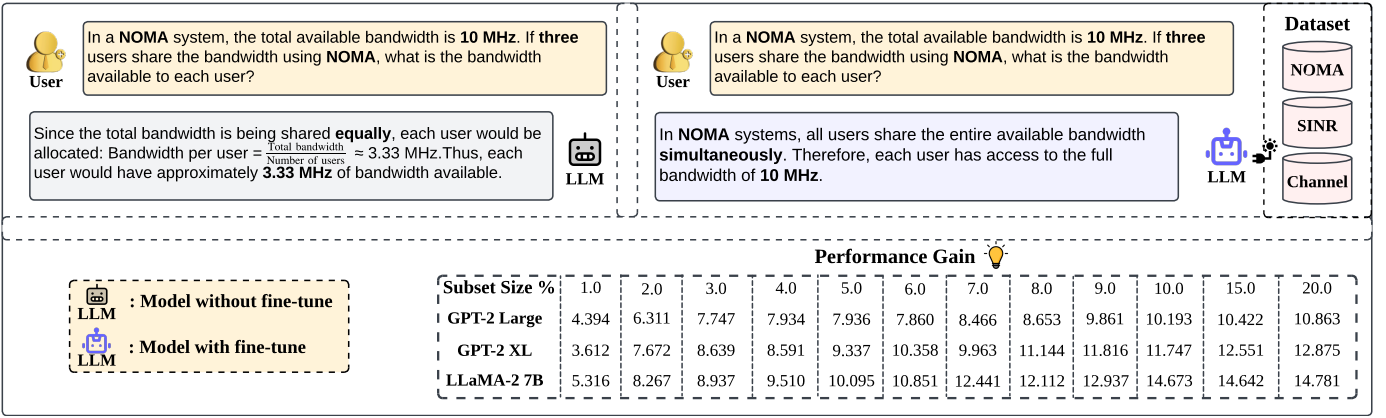 In a NOMA system, the total available bandwidth is 10 MHz. If three
users share the bandwidth using NOMA, what is the bandwidth
available to each user?
User
Since the total bandwidth is being shared equally, each user would be
allocated: Bandwidth per user = Total bandwidth / Number of users ≈ 3.33 MHz.Thus, each
user would have approximately 3.33 MHz of bandwidth available.
LLM
In a NOMA system, the total available bandwidth is 10 MHz. If three
users share the bandwidth using NOMA, what is the bandwidth
available to each user?
User
In NOMA systems, all users share the entire available bandwidth
simultaneously. Therefore, each user has access to the full
bandwidth of 10 MHz.
LLM
Dataset
NOMA
SINR
Channel
LLM : Model without fine-tune
LLM : Model with fine-tune
Performance Gain
Subset Size % 1.0 2.0 3.0 4.0 5.0 6.0 7.0 8.0 9.0 10.0 15.0 20.0
GPT-2 Large 4.394 6.311 7.747 7.934 7.936 7.860 8.466 8.653 9.861 10.193 10.422 10.863
GPT-2 XL 3.612 7.672 8.639 8.591 9.337 10.358 9.963 11.144 11.816 11.747 12.551 12.875
LLaMA-2 7B 5.316 8.267 8.937 9.510 10.095 10.851 12.441 12.112 12.937 14.673 14.642 14.781